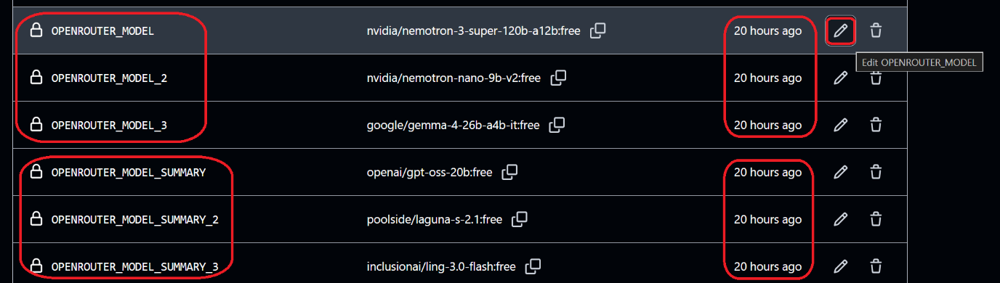 OPENROUTER_MODEL nvidia/nemotron-3-super-120b-a12b:free 20 hours ago
Edit OPENROUTER_MODEL
OPENROUTER_MODEL_2 nvidia/nemotron-nano-9b-v2:free 20 hours ago
OPENROUTER_MODEL_3 google/gemma-4-26b-a4b-it:free 20 hours ago
OPENROUTER_MODEL_SUMMARY openai/gpt-oss-20b:free 20 hours ago
OPENROUTER_MODEL_SUMMARY_2 poolside/laguna-s-2.1:free 20 hours ago
OPENROUTER_MODEL_SUMMARY_3 inclusionai/ling-3.0-flash:free 20 hours ago